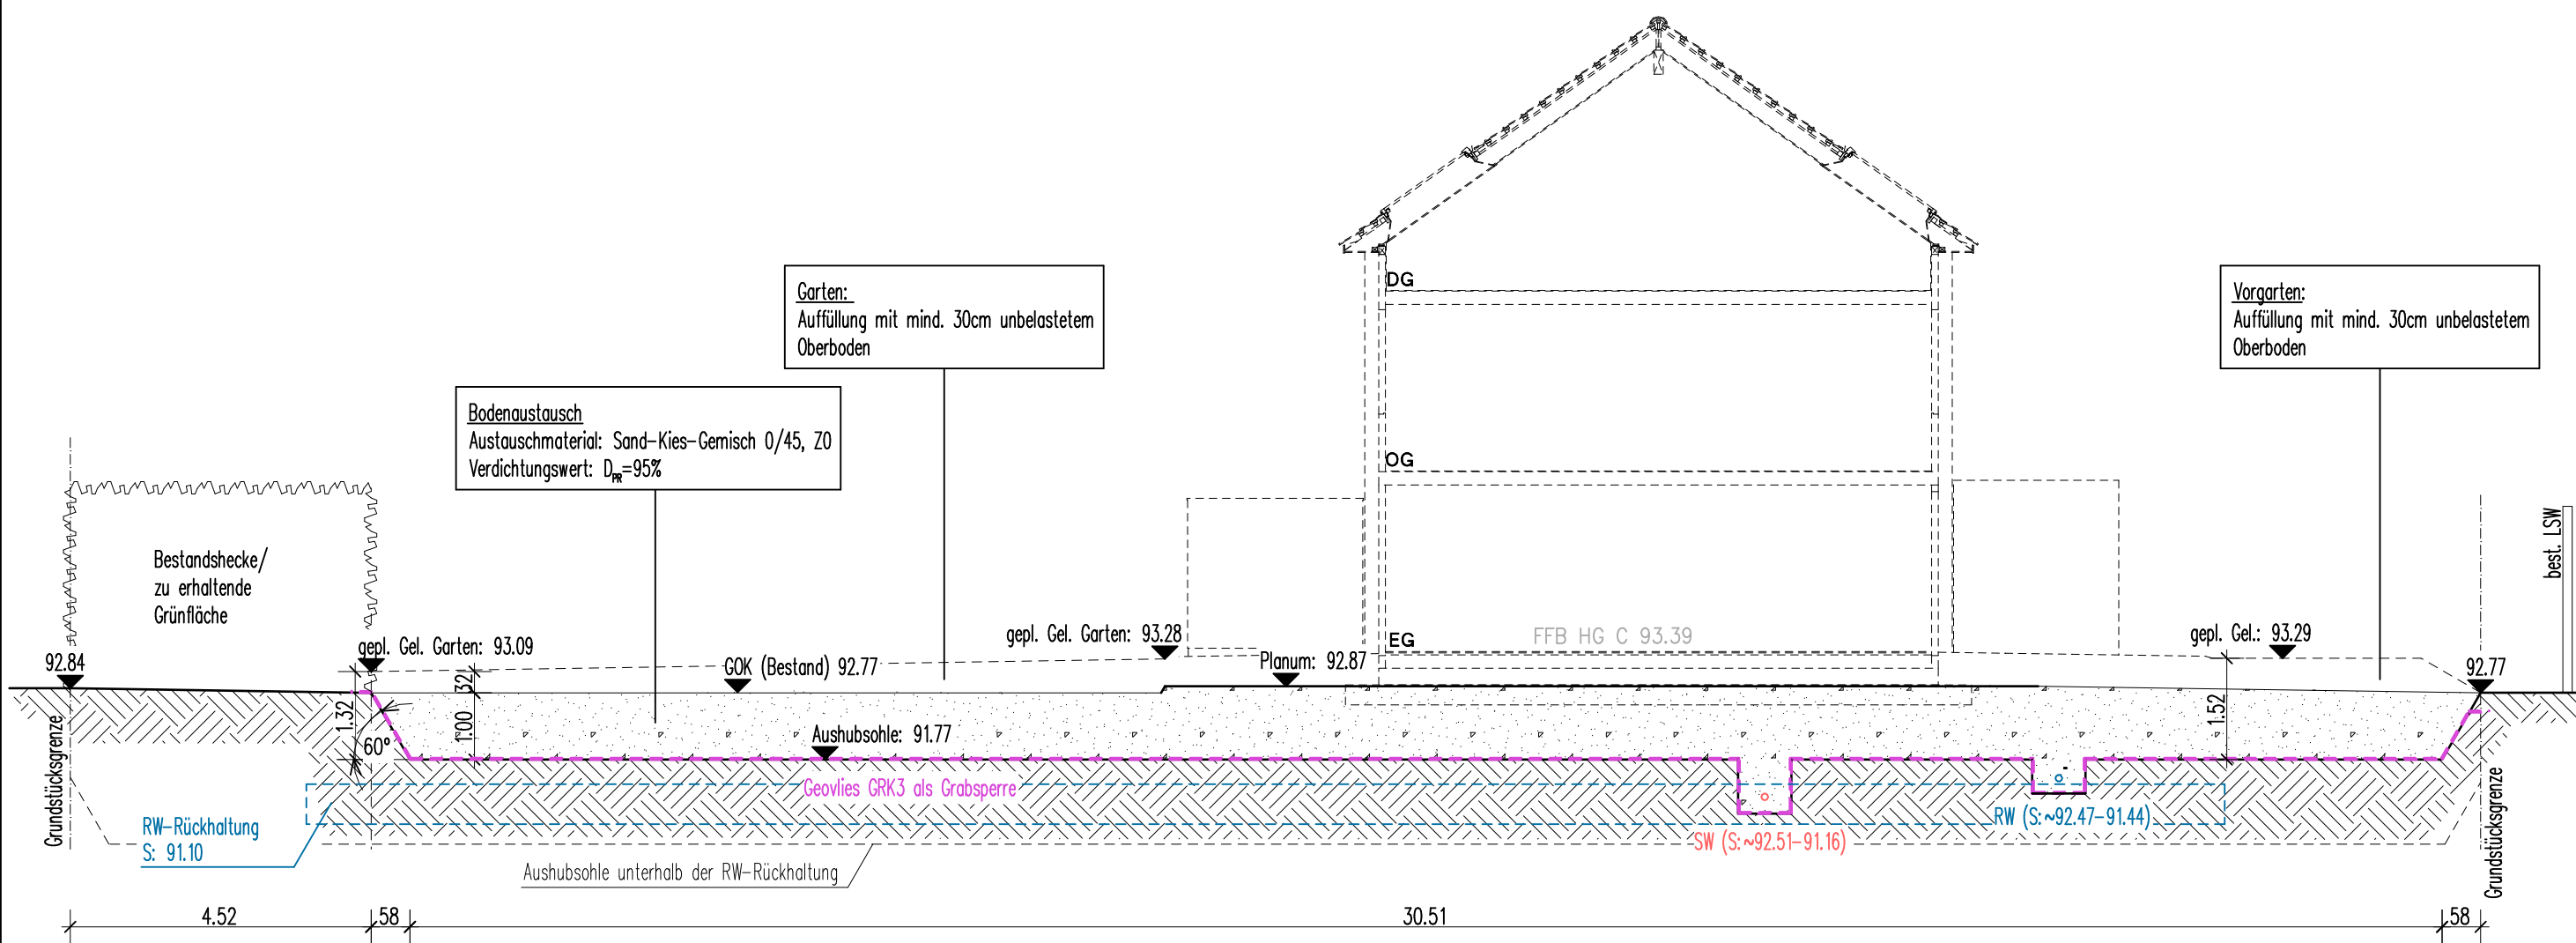 DG
Garten:
Auffüllung mit mind. 30cm unbelastetem
Oberboden
Vorgarten:
Auffüllung mit mind. 30cm unbelastetem
Oberboden
Bodenaustausch
Austauschmaterial: Sand-Kies-Gemisch 0/45, Z0
Verdichtungswert: DPR=95%
OG
best. LSW
Bestandshecke/
zu erhaltende
Grünfläche
gepl. Gel. Garten: 93.09
gepl. Gel. Garten: 93.28
EG
FFB HG C 93.39
gepl. Gel.: 93.29
92.84
GOK (Bestand) 92.77
Planum: 92.87
92.77
32
1.32
1.00
1.52
60°
Aushubsohle: 91.77
Grundstücksgrenze
Geovlies GRK3 als Grabsperre
Grundstücksgrenze
RW-Rückhaltung
S: 91.10
RW (S:~92.47-91.44)
SW (S:~92.51-91.16)
Aushubsohle unterhalb der RW-Rückhaltung
4.52
58
30.51
58